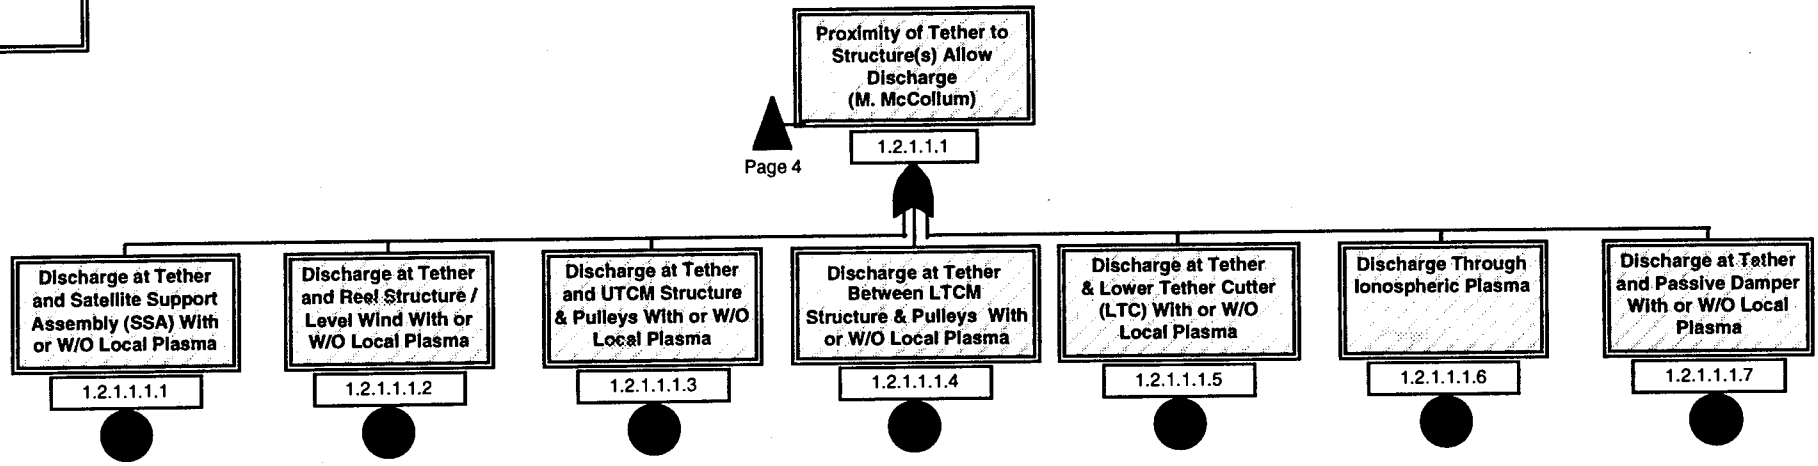 Proximity of Tether to
Structure(s) Allow
Discharge
(M. McCollum)
1.2.1.1.1
Page 4
Discharge at Tether
and Satellite Support
Assembly (SSA) With
or W/O Local Plasma
1.2.1.1.1.1
Discharge at Tether
and Reel Structure /
Level Wind With or
W/O Local Plasma
1.2.1.1.1.2
Discharge at Tether
and UTCM Structure
& Pulleys With or W/O
Local Plasma
1.2.1.1.1.3
Discharge at Tether
Between LTCM
Structure & Pulleys With
or W/O Local Plasma
1.2.1.1.1.4
Discharge at Tether
& Lower Tether Cutter
(LTC) With or W/O
Local Plasma
1.2.1.1.1.5
Discharge Through
Ionospheric Plasma
1.2.1.1.1.6
Discharge at Tether
and Passive Damper
With or W/O Local
Plasma
1.2.1.1.1.7